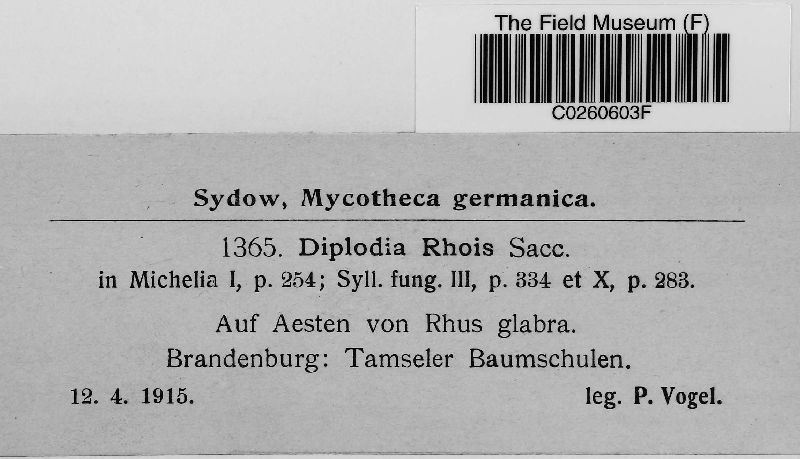 The Field Museum (F)
C0260603F
Sydow, Mycotheca germanica.
1365. Diplodia Rhois Sacc.
in Michelia I, p. 254; Syll. fung. III, p. 334 et X, p. 283.
Auf Aesten von Rhus glabra.
Brandenburg: Tamseler Baumschulen.
12. 4. 1915. leg. P. Vogel.